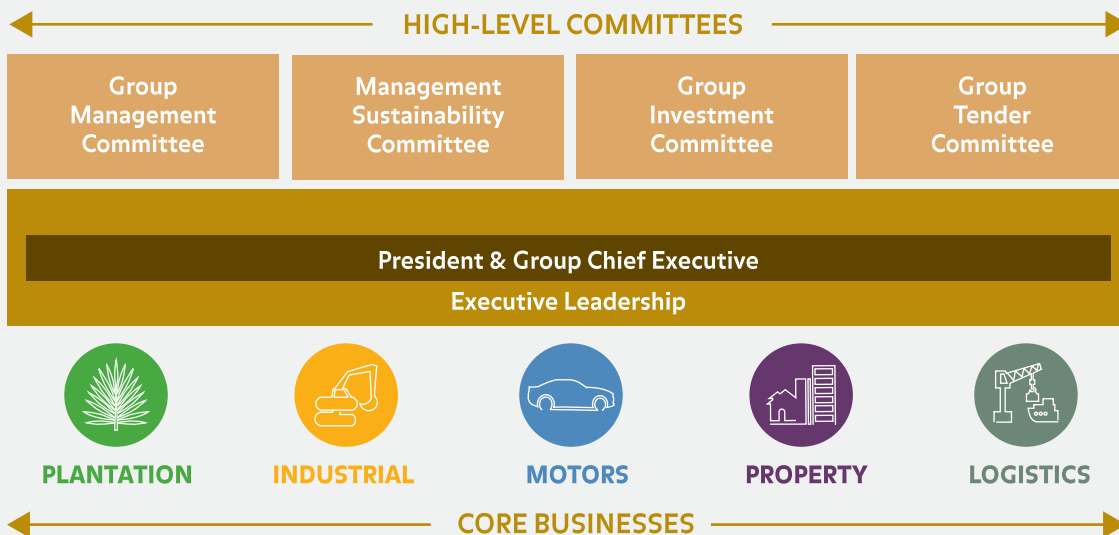 HIGH-LEVEL COMMITTEES
Group
Management
Committee
Management
Sustainability
Committee
Group
Investment
Committee
Group
Tender
Committee
President & Group Chief Executive
Executive Leadership
PLANTATION
INDUSTRIAL
MOTORS
PROPERTY
LOGISTICS
CORE BUSINESSES